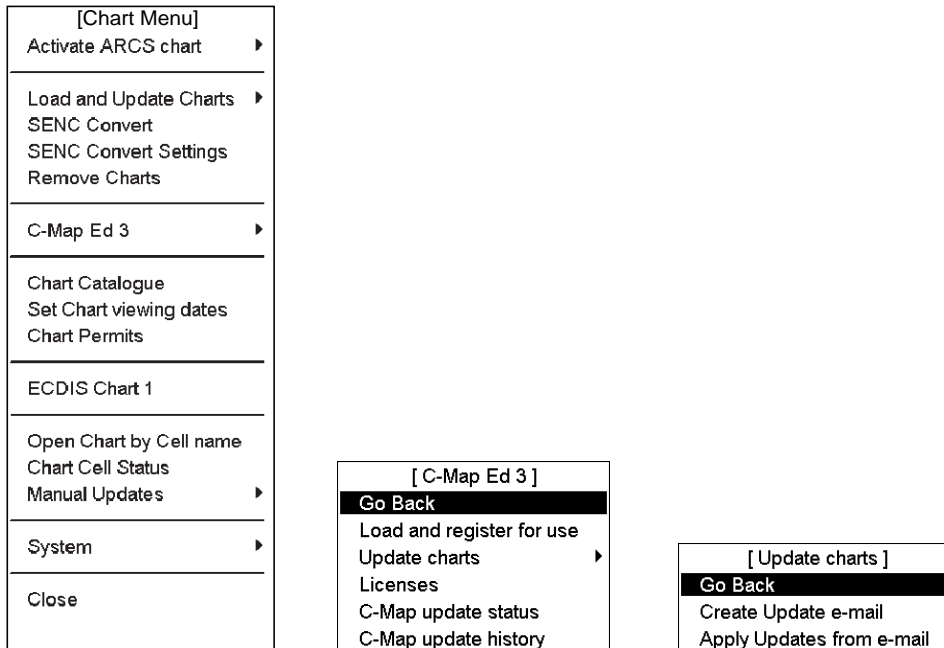 [Chart Menu]
Activate ARCS chart
Load and Update Charts
SENC Convert
SENC Convert Settings
Remove Charts
C-Map Ed 3
Chart Catalogue
Set Chart viewing dates
Chart Permits
ECDIS Chart 1
Open Chart by Cell name
Chart Cell Status
Manual Updates
System
Close
[ C-Map Ed 3 ]
Go Back
Load and register for use
Update charts
Licenses
C-Map update status
C-Map update history
[ Update charts ]
Go Back
Create Update e-mail
Apply Updates from e-mail